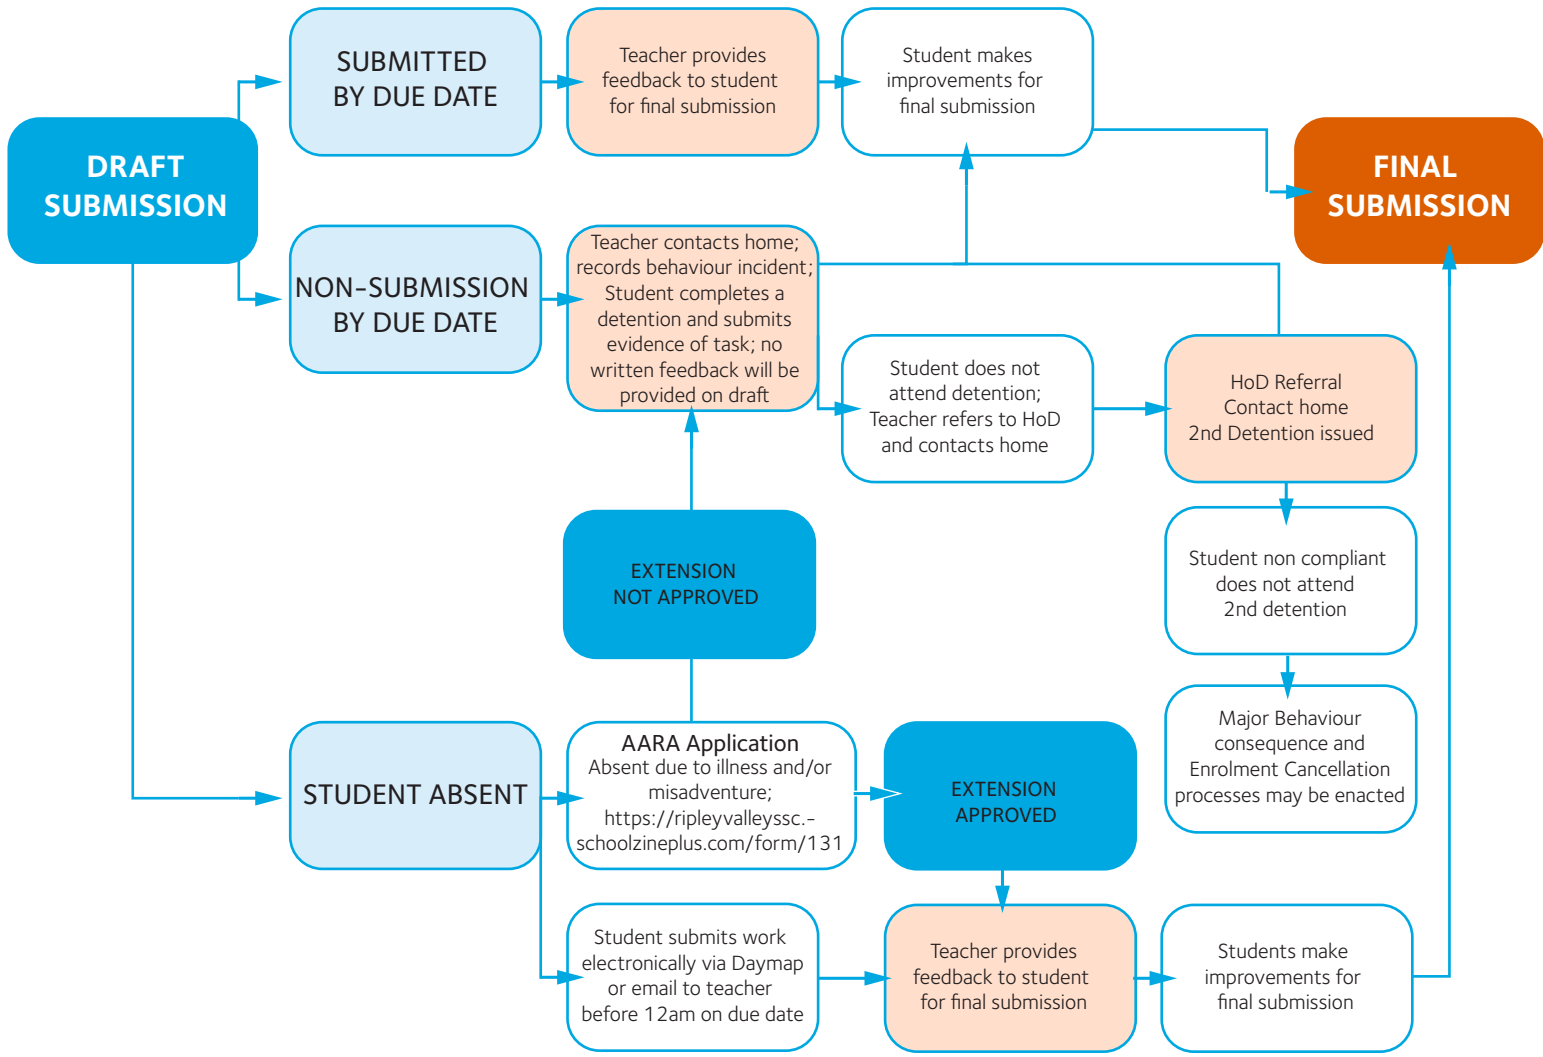 SUBMITTED
BY DUE DATE
Teacher provides
feedback to student
for final submission
Student makes
improvements for
final submission
DRAFT
SUBMISSION
FINAL
SUBMISSION
NON-SUBMISSION
BY DUE DATE
Teacher contacts home;
records behaviour incident;
Student completes a
detention and submits
evidence of task; no
written feedback will be
provided on draft
Student does not
attend detention;
Teacher refers to HoD
and contacts home
HoD Referral
Contact home
2nd Detention issued
EXTENSION
NOT APPROVED
Student non compliant
does not attend
2nd detention
Major Behaviour
consequence and
Enrolment Cancellation
processes may be enacted
STUDENT ABSENT
AARA Application
Absent due to illness and/or
misadventure;
https://ripleyvalleyssc.-
schoolzineplus.com/form/131
EXTENSION
APPROVED
Student submits work
electronically via Daymap
or email to teacher
before 12am on due date
Teacher provides
feedback to student
for final submission
Students make
improvements for
final submission